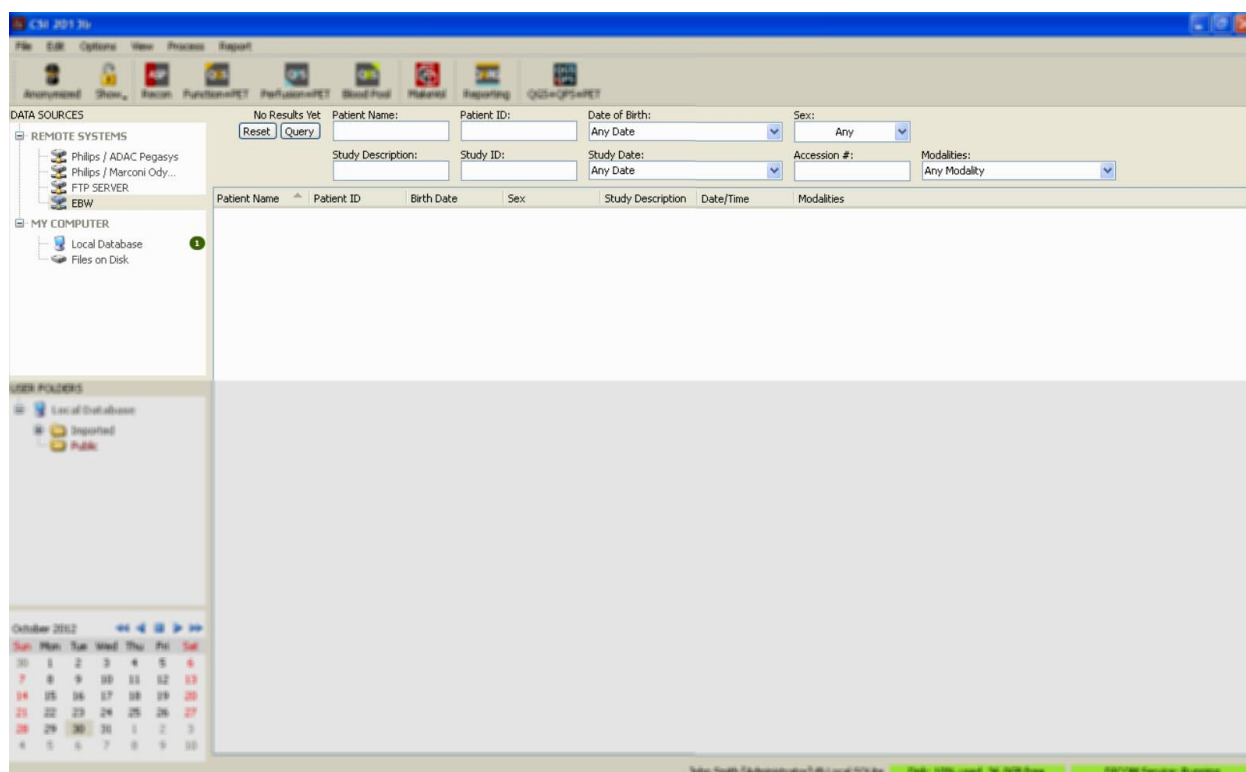 CSI 2013b
File Edit Options View Process Report
Anonymized Show... Recon Function+PET Perfusion+PET Blood Pool Reporting QGS+QPS+PET
DATA SOURCES
REMOTE SYSTEMS
Philips / ADAC Pegasys
Philips / Marconi Ody...
FTP SERVER
EBW
MY COMPUTER
Local Database 1
Files on Disk
No Results Yet Patient Name: Patient ID: Date of Birth: Sex:
Reset Query Any Date Any
Study Description: Study ID: Study Date: Accession #: Modalities:
Any Date Any Modality
Patient Name Patient ID Birth Date Sex Study Description Date/Time Modalities
USER FOLDERS
Local Database
Imported
Public
October 2012
Sun Mon Tue Wed Thu Fri Sat
30 1 2 3 4 5 6
7 8 9 10 11 12 13
14 15 16 17 18 19 20
21 22 23 24 25 26 27
28 29 30 31 1 2 3
4 5 6 7 8 9 10